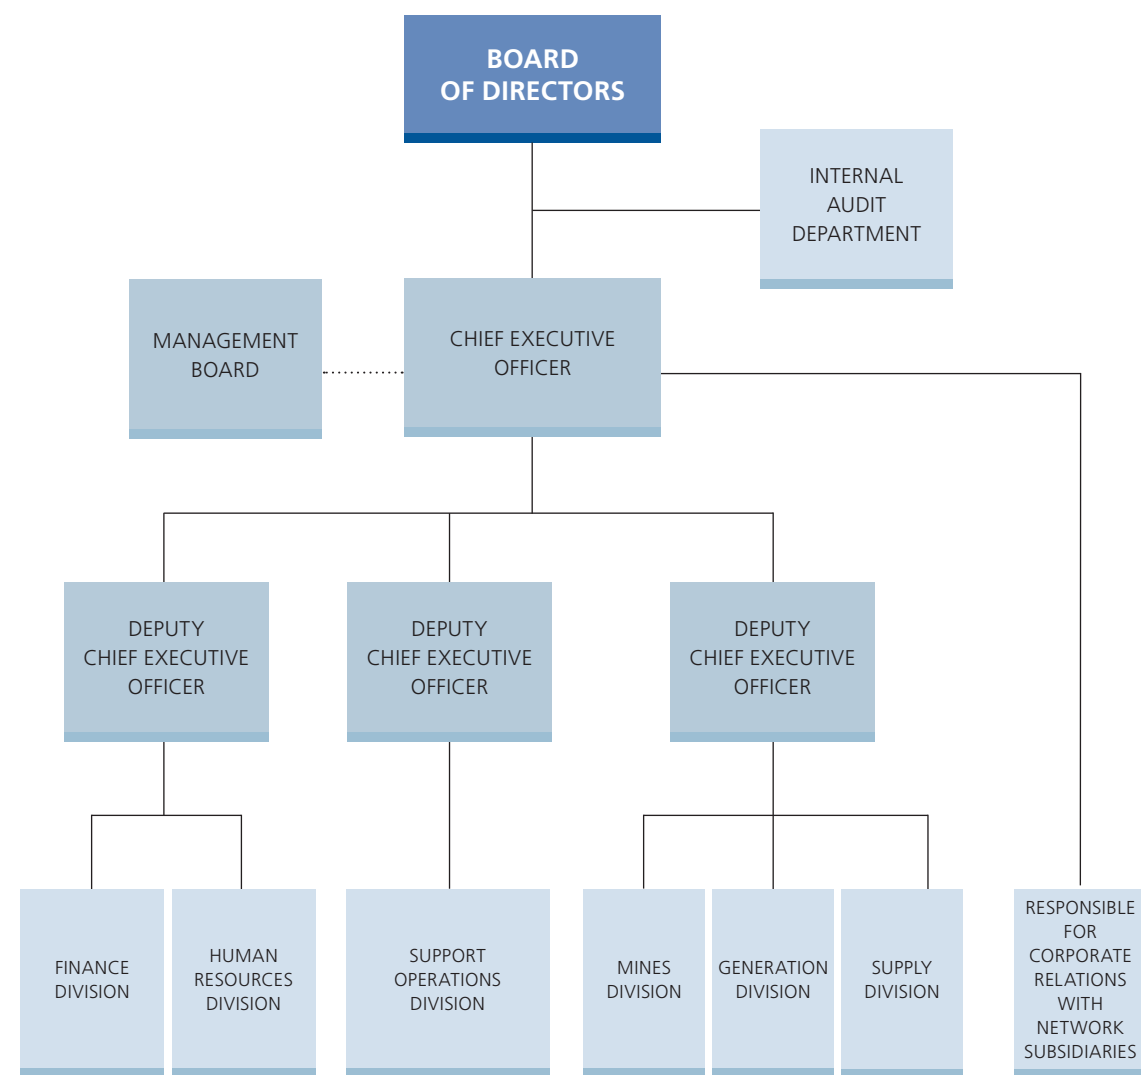 BOARD
OF DIRECTORS
INTERNAL
AUDIT
DEPARTMENT
MANAGEMENT
BOARD
CHIEF EXECUTIVE
OFFICER
DEPUTY
CHIEF EXECUTIVE
OFFICER
DEPUTY
CHIEF EXECUTIVE
OFFICER
DEPUTY
CHIEF EXECUTIVE
OFFICER
FINANCE
DIVISION
HUMAN
RESOURCES
DIVISION
SUPPORT
OPERATIONS
DIVISION
MINES
DIVISION
GENERATION
DIVISION
SUPPLY
DIVISION
RESPONSIBLE
FOR
CORPORATE
RELATIONS
WITH
NETWORK
SUBSIDIARIES